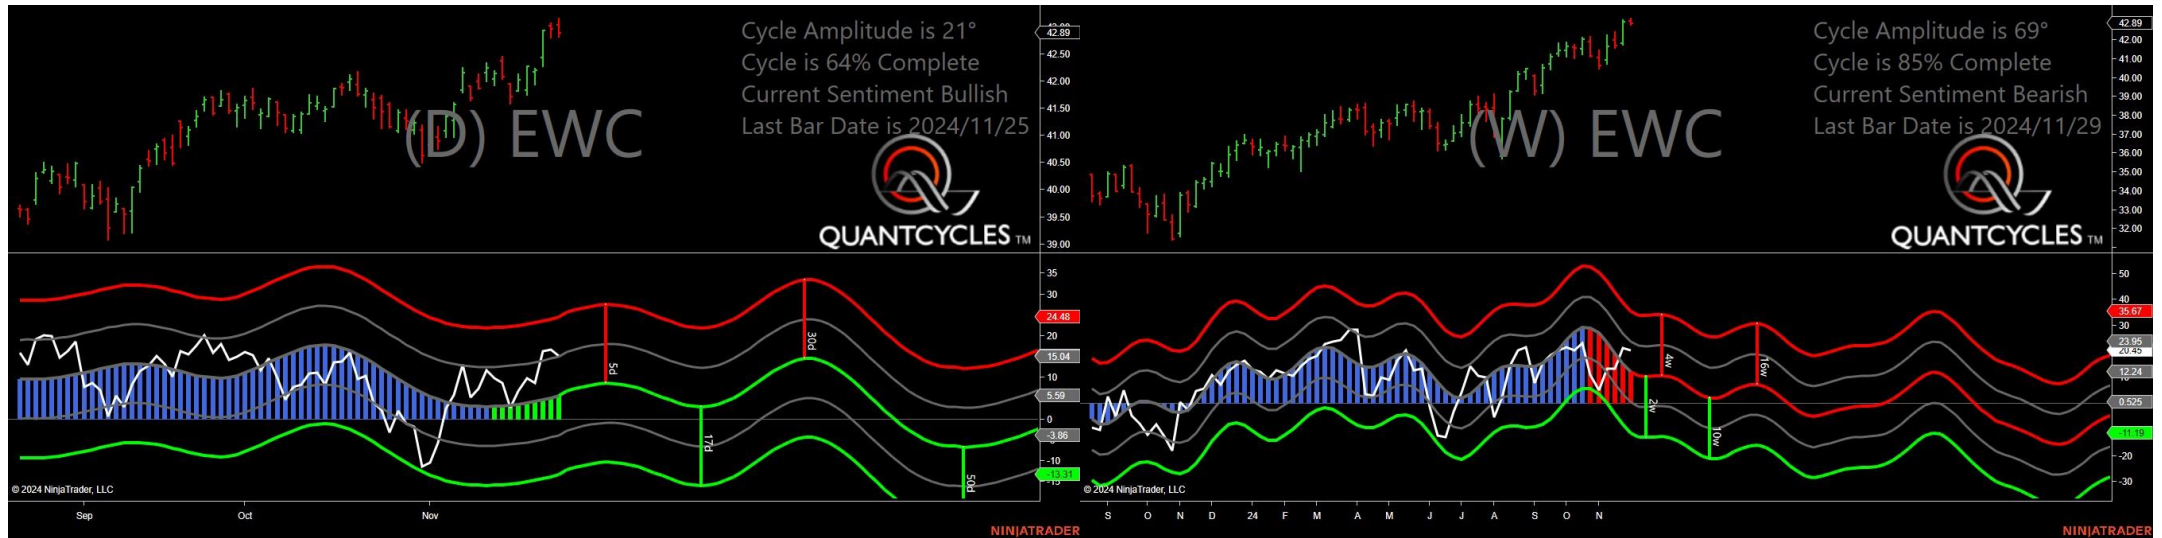 Cycle Amplitude is 21°
Cycle is 64% Complete
Current Sentiment Bullish
Last Bar Date is 2024/11/25
(D) EWC
QUANTCYCLES TM
42.89
42.50
42.00
41.50
41.00
40.50
40.00
39.50
39.00
35
30
24.48
20
15.04
10
5.59
0
-3.86
-10
-13.31
5d
17d
30d
50d
© 2024 NinjaTrader, LLC
Sep Oct Nov
NINJATRADER
Cycle Amplitude is 69°
Cycle is 85% Complete
Current Sentiment Bearish
Last Bar Date is 2024/11/29
(W) EWC
QUANTCYCLES TM
42.89
42.00
41.00
40.00
39.00
38.00
37.00
36.00
35.00
34.00
33.00
32.00
50
40
35.67
30
23.95
20.45
12.24
0.525
-11.19
-20
-30
2w
4w
10w
16w
© 2024 NinjaTrader, LLC
S O N D 24 F M A M J J A S O N
NINJATRADER